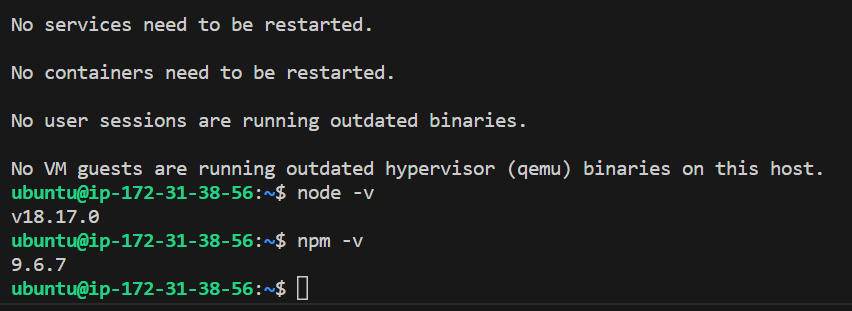 No services need to be restarted.
No containers need to be restarted.
No user sessions are running outdated binaries.
No VM guests are running outdated hypervisor (qemu) binaries on this host.
ubuntu@ip-172-31-38-56:~$ node -v
v18.17.0
ubuntu@ip-172-31-38-56:~$ npm -v
9.6.7
ubuntu@ip-172-31-38-56:~$